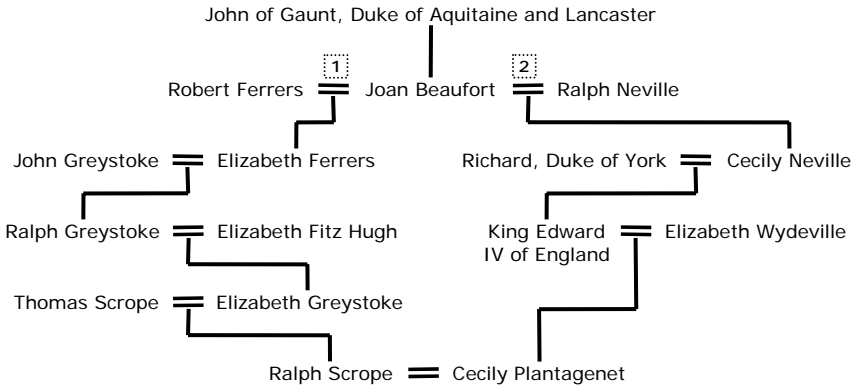 John of Gaunt, Duke of Aquitaine and Lancaster
1 2
Robert Ferrers Joan Beaufort Ralph Neville
John Greystoke Elizabeth Ferrers Richard, Duke of York Cecily Neville
Ralph Greystoke Elizabeth Fitz Hugh King Edward Elizabeth Wydeville
IV of England
Thomas Scrope Elizabeth Greystoke
Ralph Scrope Cecily Plantagenet